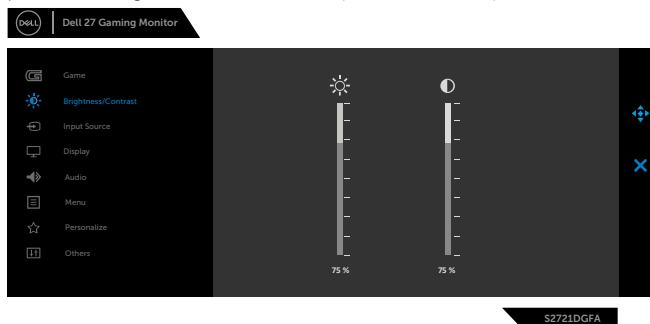 DELL
Dell 27 Gaming Monitor
Game
Brightness/Contrast
Input Source
Display
Audio
Menu
Personalize
Others
75 %
75 %
S2721DGFA